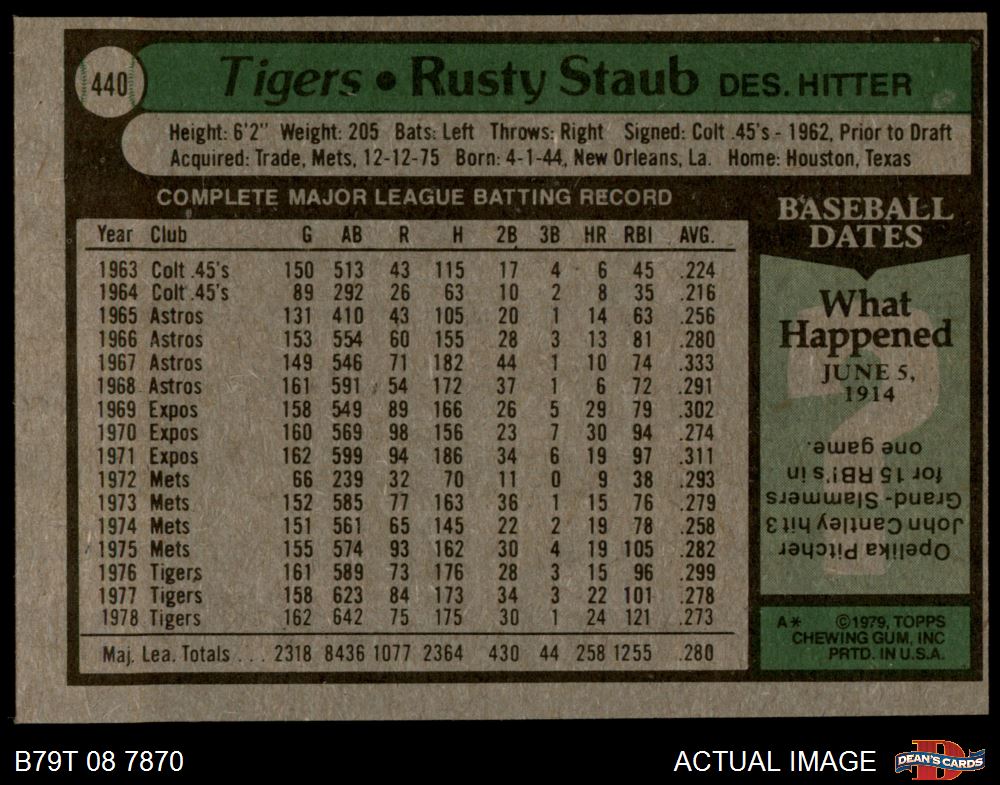 440
Tigers • Rusty Staub DES. HITTER
Height: 6'2" Weight: 205 Bats: Left Throws: Right Signed: Colt .45's - 1962, Prior to Draft
Acquired: Trade, Mets, 12-12-75 Born: 4-1-44, New Orleans, La. Home: Houston, Texas
COMPLETE MAJOR LEAGUE BATTING RECORD
Year Club G AB R H 2B 3B HR RBI AVG.
1963 Colt .45's 150 513 43 115 17 4 6 45 .224
1964 Colt .45's 89 292 26 63 10 2 8 35 .216
1965 Astros 131 410 43 105 20 1 14 63 .256
1966 Astros 153 554 60 155 28 3 13 81 .280
1967 Astros 149 546 71 182 44 1 10 74 .333
1968 Astros 161 591 54 172 37 1 6 72 .291
1969 Expos 158 549 89 166 26 5 29 79 .302
1970 Expos 160 569 98 156 23 7 30 94 .274
1971 Expos 162 599 94 186 34 6 19 97 .311
1972 Mets 66 239 32 70 11 0 9 38 .293
1973 Mets 152 585 77 163 36 1 15 76 .279
1974 Mets 151 561 65 145 22 2 19 78 .258
1975 Mets 155 574 93 162 30 4 19 105 .282
1976 Tigers 161 589 73 176 28 3 15 96 .299
1977 Tigers 158 623 84 173 34 3 22 101 .278
1978 Tigers 162 642 75 175 30 1 24 121 .273
Maj. Lea. Totals . . . 2318 8436 1077 2364 430 44 258 1255 .280
BASEBALL
DATES
What
Happened
JUNE 5,
1914
Opelika Pitcher
John Cantley hit 3
Grand-Slammers
for 15 RBI's in
one game.
A* ©1979, TOPPS
CHEWING GUM, INC
PRTD. IN U.S.A.
B79T 08 7870
ACTUAL IMAGE
DEAN'S CARDS